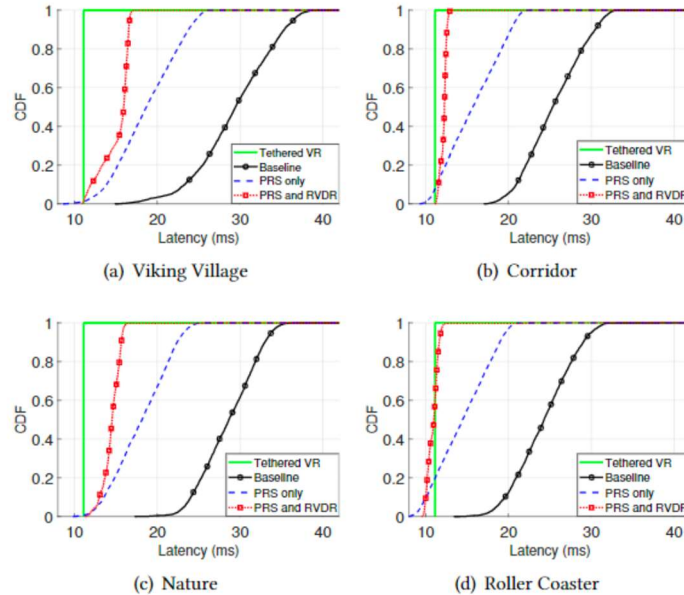 1
0.8
0.6
0.4
0.2
0
CDF
Tethered VR
Baseline
PRS only
PRS and RVDR
10 20 30 40
Latency (ms)
(a) Viking Village
1
0.8
0.6
0.4
0.2
0
CDF
Tethered VR
Baseline
PRS only
PRS and RVDR
10 20 30 40
Latency (ms)
(b) Corridor
1
0.8
0.6
0.4
0.2
0
CDF
Tethered VR
Baseline
PRS only
PRS and RVDR
10 20 30 40
Latency (ms)
(c) Nature
1
0.8
0.6
0.4
0.2
0
CDF
Tethered VR
Baseline
PRS only
PRS and RVDR
10 20 30 40
Latency (ms)
(d) Roller Coaster